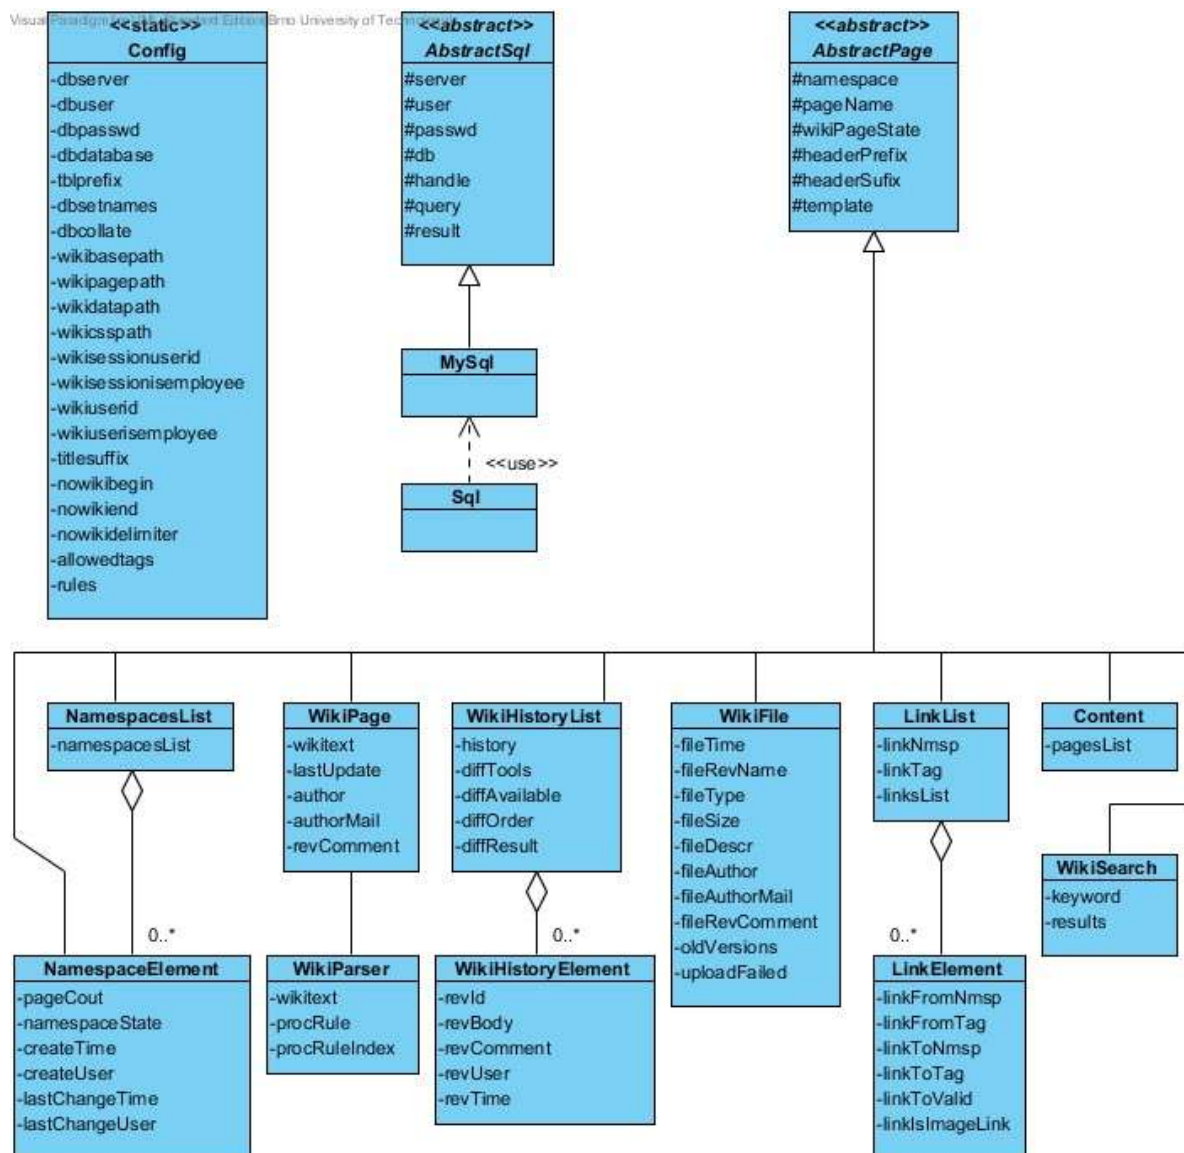 Visual Paradigm for UML Standard Edition(Brno University of Technology)
<<static>>
Config
-dbserver
-dbuser
-dbpasswd
-dbdatabase
-tblprefix
-dbsetnames
-dbcollate
-wikibasepath
-wikipagepath
-wikidatapath
-wikicsspath
-wikisessionuserid
-wikisessionisemployee
-wikiuserid
-wikiuserisemployee
-titlesuffix
-nowikibegin
-nowikiend
-nowikidelimiter
-allowedtags
-rules
<<abstract>>
AbstractSql
#server
#user
#passwd
#db
#handle
#query
#result
MySql
<<use>>
Sql
<<abstract>>
AbstractPage
#namespace
#pageName
#wikiPageState
#headerPrefix
#headerSufix
#template
NamespacesList
-namespacesList
0..*
NamespaceElement
-pageCout
-namespaceState
-createTime
-createUser
-lastChangeTime
-lastChangeUser
WikiPage
-wikitext
-lastUpdate
-author
-authorMail
-revComment
WikiParser
-wikitext
-procRule
-procRuleIndex
WikiHistoryList
-history
-diffTools
-diffAvailable
-diffOrder
-diffResult
0..*
WikiHistoryElement
-revId
-revBody
-revComment
-revUser
-revTime
WikiFile
-fileTime
-fileRevName
-fileType
-fileSize
-fileDescr
-fileAuthor
-fileAuthorMail
-fileRevComment
-oldVersions
-uploadFailed
LinkList
-linkNmsp
-linkTag
-linksList
0..*
LinkElement
-linkFromNmsp
-linkFromTag
-linkToNmsp
-linkToTag
-linkToValid
-linkIsImageLink
Content
-pagesList
WikiSearch
-keyword
-results